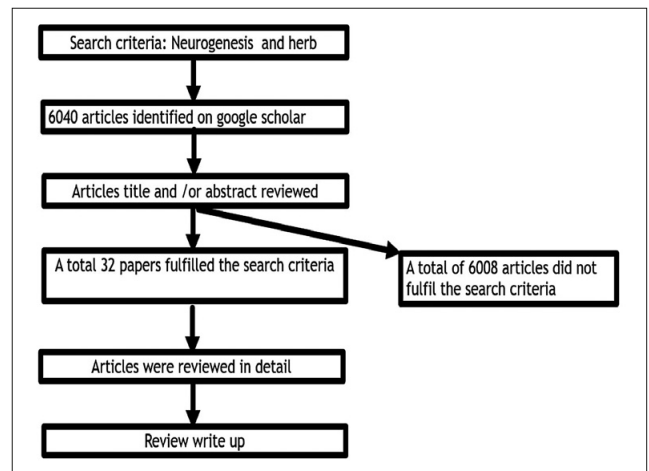 Search criteria: Neurogenesis and herb
6040 articles identified on google scholar
Articles title and /or abstract reviewed
A total 32 papers fulfilled the search criteria
A total of 6008 articles did not
fulfil the search criteria
Articles were reviewed in detail
Review write up